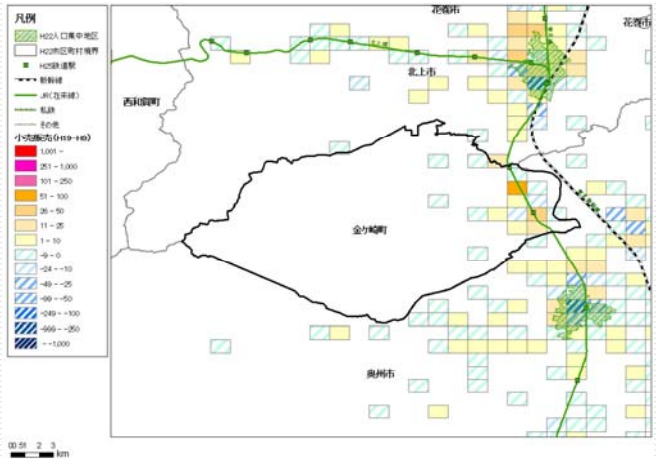 凡例
H22人口集中地区
H22市区町村境界
H25鉄道駅
新幹線
JR(在来線)
私鉄
その他
小売販売(H19-H9)
1,001 -
251 - 1,000
101 - 250
51 - 100
26 - 50
11 - 25
1 - 10
-9 - 0
-24 - -10
-49 - -25
-99 - -50
-249 - -100
-999 - -250
- -1,000
花巻市
花巻市
北上市
西和賀町
金ケ崎町
奥州市
00.51 2 3
km